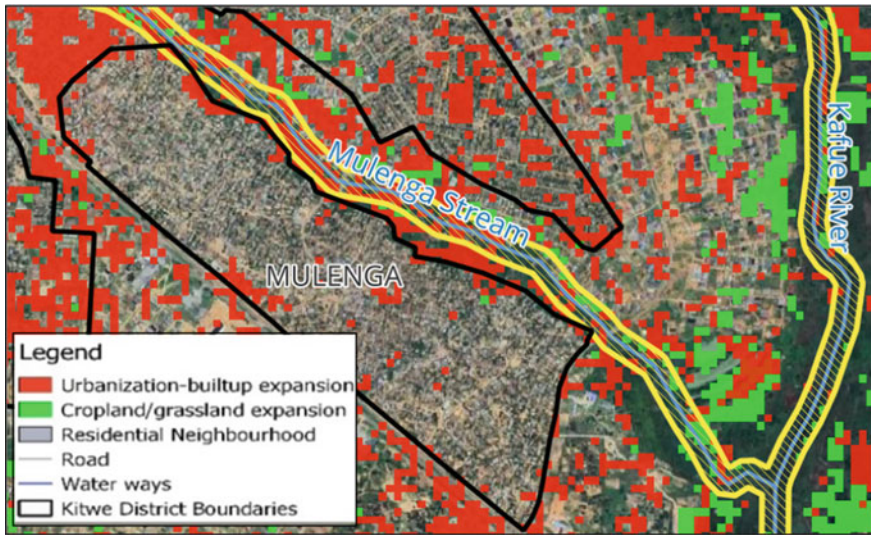 Mulenga Stream
Kafue River
MULENGA
Legend
Urbanization-builtup expansion
Cropland/grassland expansion
Residential Neighbourhood
Road
Water ways
Kitwe District Boundaries